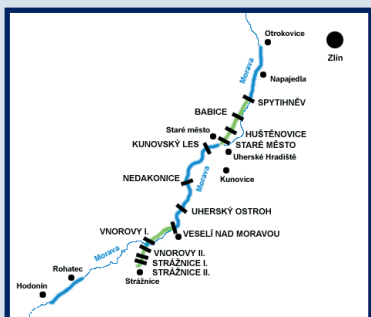 Otrokovice
Zlín
Morava
Napajedla
SPYTIHNĚV
BABICE
Staré město
HUŠTĚNOVICE
KUNOVSKÝ LES
STARÉ MĚSTO
Uherské Hradiště
Kunovice
NEDAKONICE
Morava
UHERSKÝ OSTROH
VNOROVY I.
VESELÍ NAD MORAVOU
Morava
VNOROVY II.
STRÁŽNICE I.
Rohatec
STRÁŽNICE II.
Strážnice
Hodonín